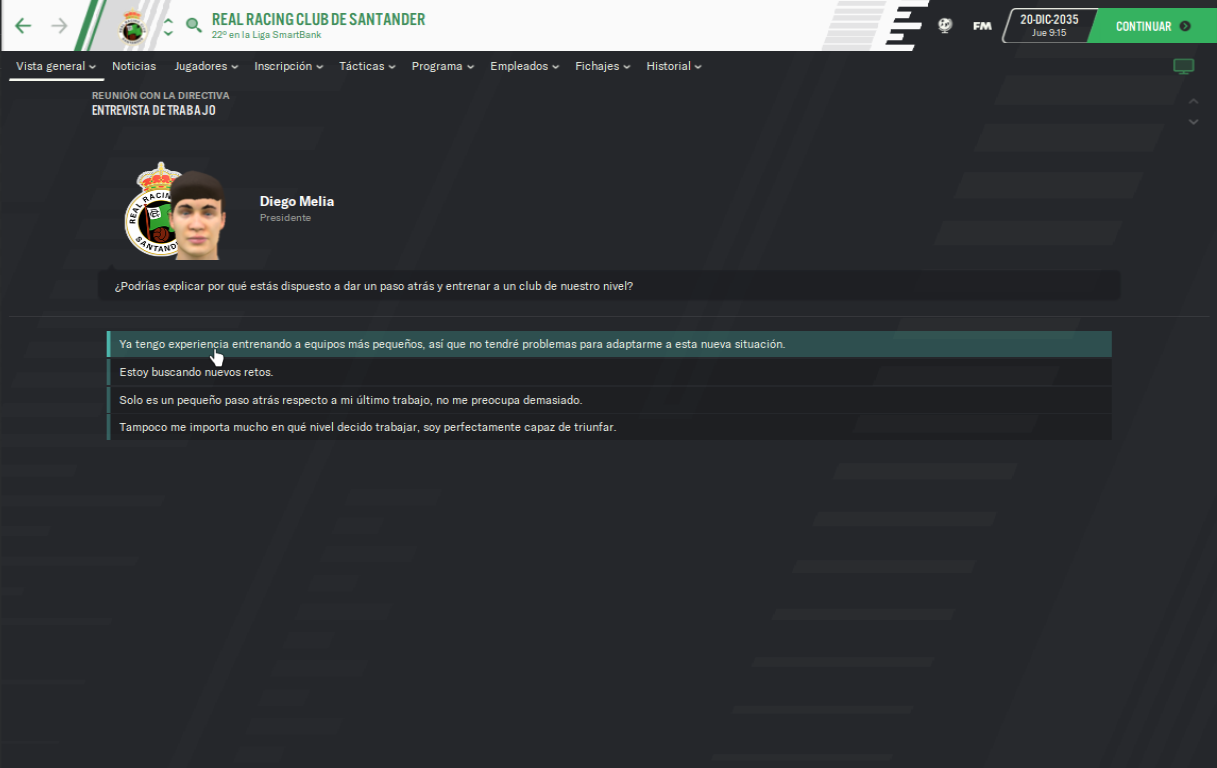 REAL RACING CLUB DE SANTANDER
22º en la Liga SmartBank
FM
20-DIC-2035
Jue 9:15
CONTINUAR
Vista general
Noticias
Jugadores
Inscripción
Tácticas
Programa
Empleados
Fichajes
Historial
REUNIÓN CON LA DIRECTIVA
ENTREVISTA DE TRABAJO
REAL RACIN
SANTAND
Diego Melia
Presidente
¿Podrías explicar por qué estás dispuesto a dar un paso atrás y entrenar a un club de nuestro nivel?
Ya tengo experiencia entrenando a equipos más pequeños, así que no tendré problemas para adaptarme a esta nueva situación.
Estoy buscando nuevos retos.
Solo es un pequeño paso atrás respecto a mi último trabajo, no me preocupa demasiado.
Tampoco me importa mucho en qué nivel decido trabajar, soy perfectamente capaz de triunfar.